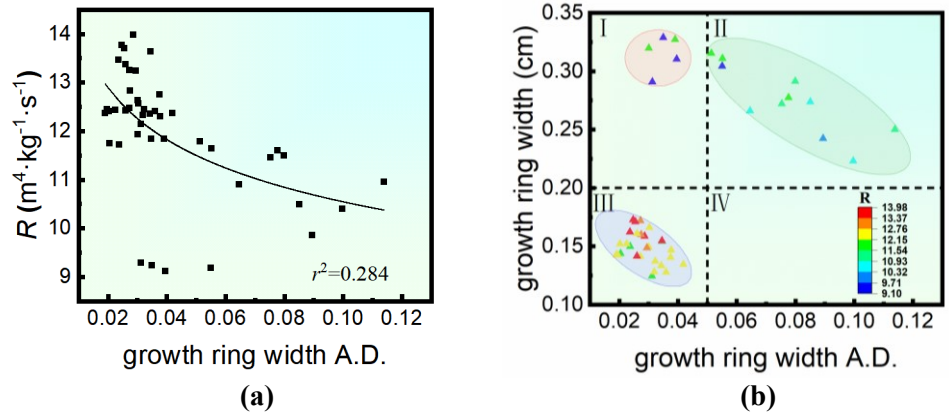 14
13
12
11
10
9
R (m⁴·kg⁻¹·s⁻¹)
r²=0.284
0.02 0.04 0.06 0.08 0.10 0.12
growth ring width A.D.
(a)
0.35
0.30
0.25
0.20
0.15
0.10
growth ring width (cm)
I II
III IV
R
13.98
13.37
12.76
12.15
11.54
10.93
10.32
9.71
9.10
0.02 0.04 0.06 0.08 0.10 0.12
growth ring width A.D.
(b)